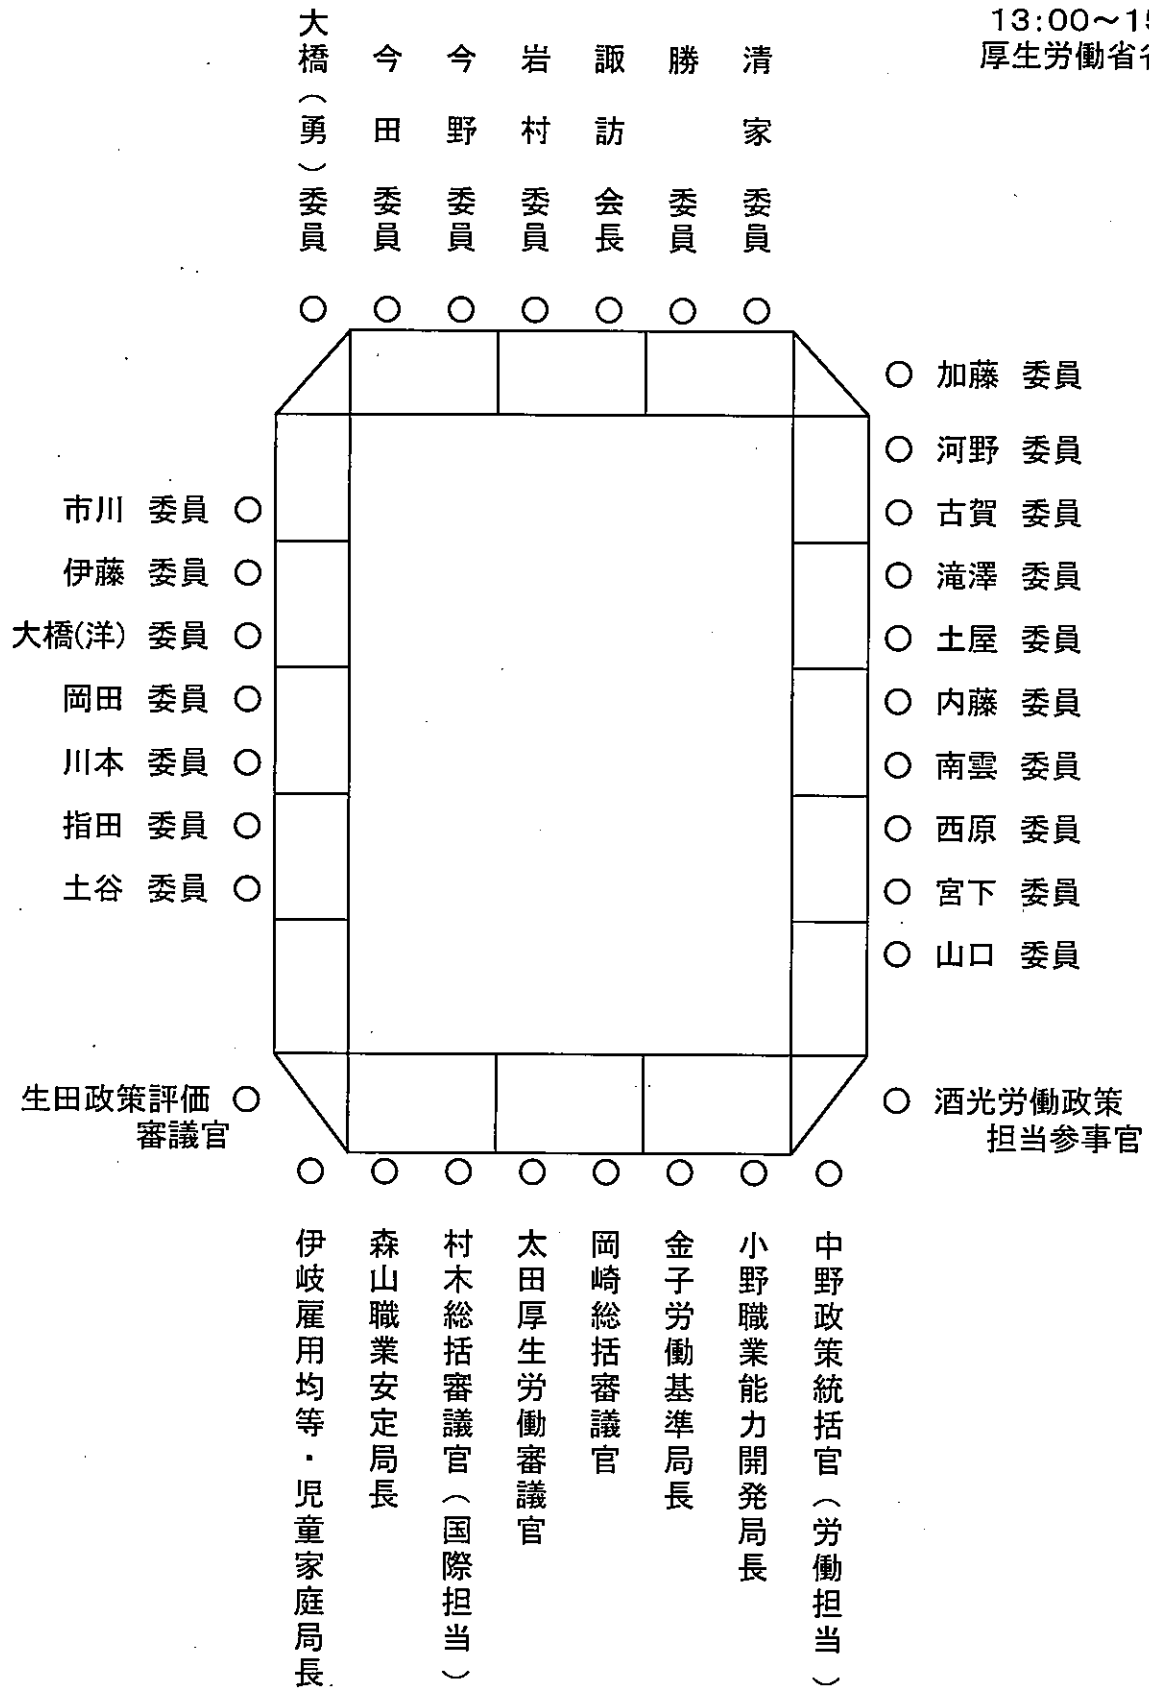 13:00～15
厚生労働省省
大橋（勇）委員
今田委員
今野委員
岩村委員
諏訪会長
勝委員
清家委員
加藤 委員
河野 委員
古賀 委員
滝澤 委員
土屋 委員
内藤 委員
南雲 委員
西原 委員
宮下 委員
山口 委員
市川 委員
伊藤 委員
大橋(洋) 委員
岡田 委員
川本 委員
指田 委員
土谷 委員
生田政策評価
審議官
酒光労働政策
担当参事官
伊岐雇用均等・児童家庭局長
森山職業安定局長
村木総括審議官（国際担当）
太田厚生労働審議官
岡崎総括審議官
金子労働基準局長
小野職業能力開発局長
中野政策統括官（労働担当）